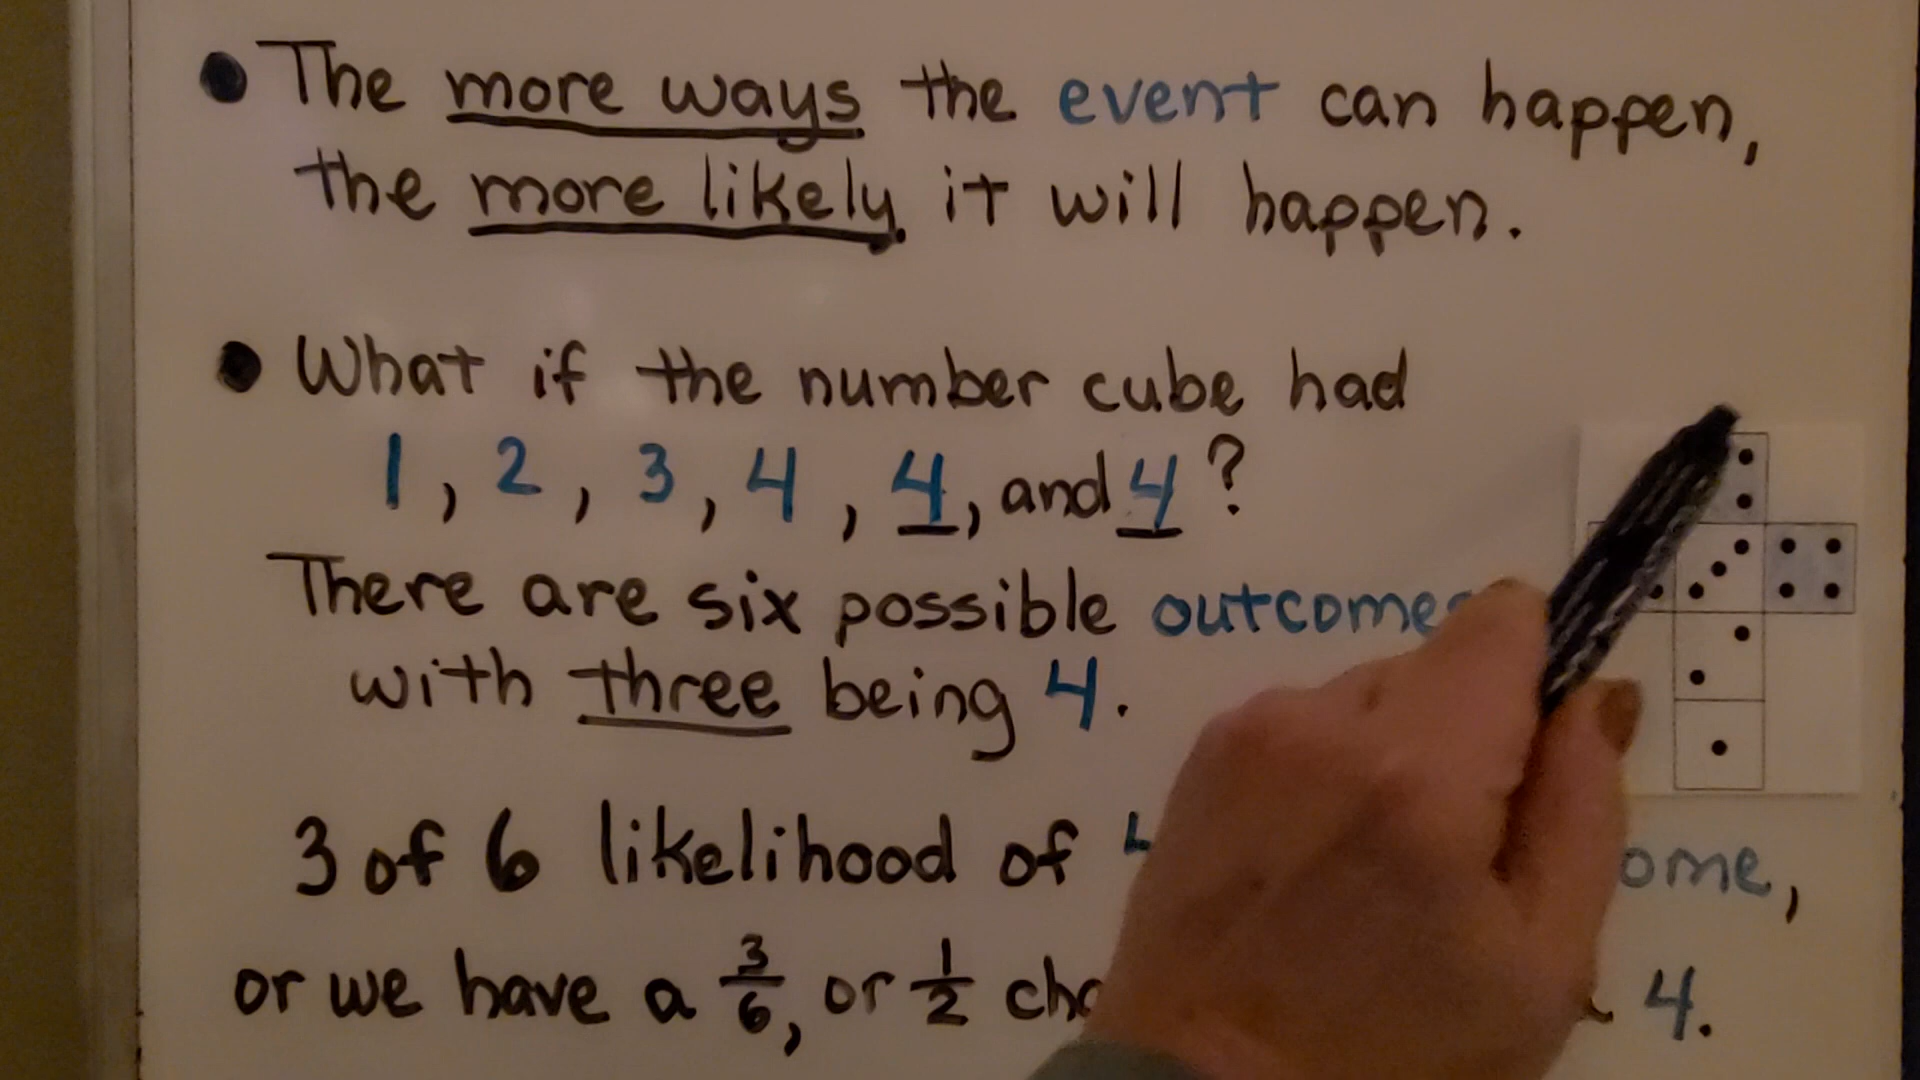 • The more ways the event can happen,
the more likely it will happen.
• What if the number cube had
1, 2, 3, 4, 4, and 4?
There are six possible
with three being 4.
3 of 6 likelihood of
or we have a 3/6, or 1/2
4.